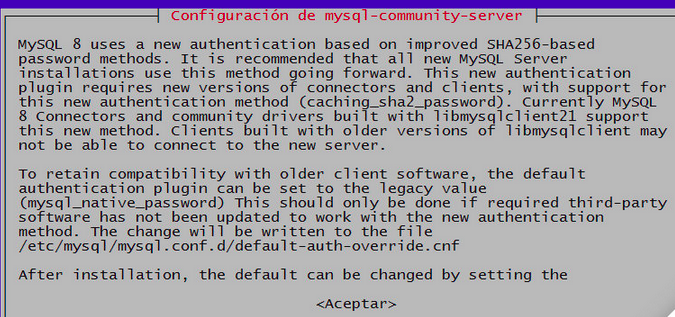 Configuración de mysql-community-server
MySQL 8 uses a new authentication based on improved SHA256-based
password methods. It is recommended that all new MySQL Server
installations use this method going forward. This new authentication
plugin requires new versions of connectors and clients, with support for
this new authentication method (caching_sha2_password). Currently MySQL
8 Connectors and community drivers built with libmysqlclient21 support
this new method. Clients built with older versions of libmysqlclient may
not be able to connect to the new server.
To retain compatibility with older client software, the default
authentication plugin can be set to the legacy value
(mysql_native_password) This should only be done if required third-party
software has not been updated to work with the new authentication
method. The change will be written to the file
/etc/mysql/mysql.conf.d/default-auth-override.cnf
After installation, the default can be changed by setting the
<Aceptar>